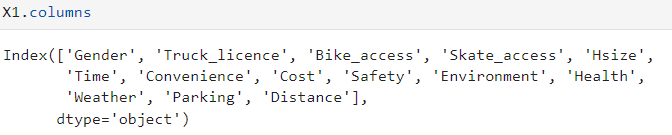 X1.columns
Index(['Gender', 'Truck_licence', 'Bike_access', 'Skate_access', 'Hsize',
'Time', 'Convenience', 'Cost', 'Safety', 'Environment', 'Health',
'Weather', 'Parking', 'Distance'],
dtype='object')